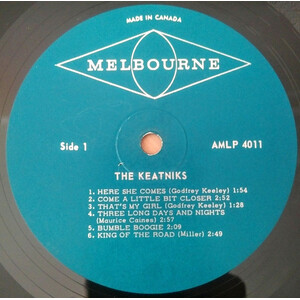 MADE IN CANADA
MELBOURNE
Side 1
AMLP 4011
THE KEATNIKS
1. HERE SHE COMES (Godfrey Keeley) 1:54
2. COME A LITTLE BIT CLOSER 2:52
3. THAT'S MY GIRL (Godfrey Keeley) 1:28
4. THREE LONG DAYS AND NIGHTS
(Maurice Caines) 2:57
5. BUMBLE BOOGIE 2:09
6. KING OF THE ROAD (Miller) 2:49